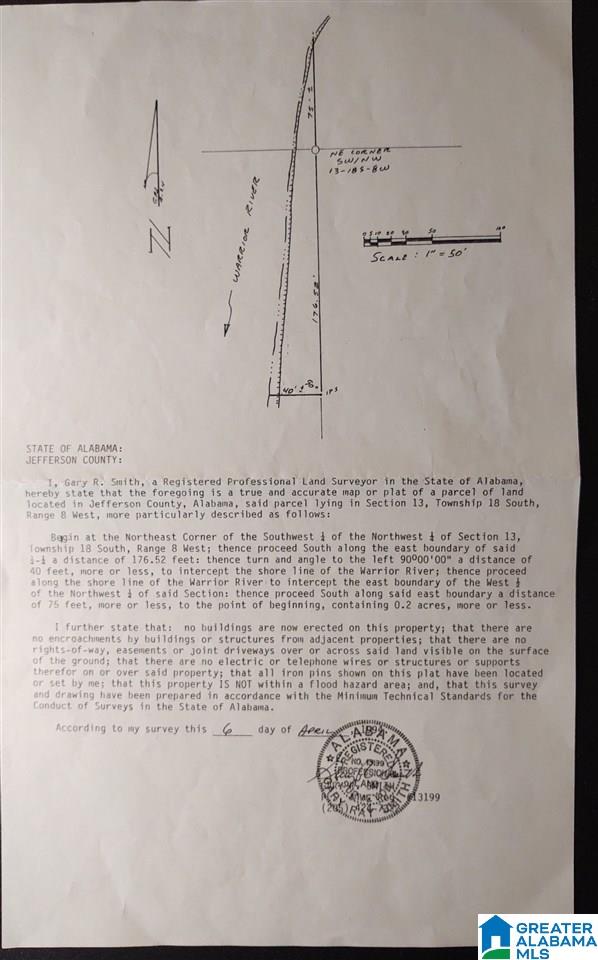 75'±
NE CORNER
SW/NW
13-18S-8W
N
WARRIOR RIVER
0 5 10 20 30 50 100
SCALE: 1" = 50'
176.52'
40'±
90°
IPS
STATE OF ALABAMA:
JEFFERSON COUNTY:
I, Gary R. Smith, a Registered Professional Land Surveyor in the State of Alabama,
hereby state that the foregoing is a true and accurate map or plat of a parcel of land
located in Jefferson County, Alabama, said parcel lying in Section 13, Township 18 South,
Range 8 West, more particularly described as follows:
Begin at the Northeast Corner of the Southwest ¼ of the Northwest ¼ of Section 13,
Township 18 South, Range 8 West; thence proceed South along the east boundary of said
¼-¼ a distance of 176.52 feet: thence turn and angle to the left 90º00'00" a distance of
40 feet, more or less, to intercept the shore line of the Warrior River; thence proceed
along the shore line of the Warrior River to intercept the east boundary of the West ½
of the Northwest ¼ of said Section: thence proceed South along said east boundary a distance
of 75 feet, more or less, to the point of beginning, containing 0.2 acres, more or less.
I further state that: no buildings are now erected on this property; that there are
no encroachments by buildings or structures from adjacent properties; that there are no
rights-of-way, easements or joint driveways over or across said land visible on the surface
of the ground; that there are no electric or telephone wires or structures or supports
therefor on or over said property; that all iron pins shown on this plat have been located
or set by me; that this property IS NOT within a flood hazard area; and, that this survey
and drawing have been prepared in accordance with the Minimum Technical Standards for the
Conduct of Surveys in the State of Alabama.
According to my survey this 6 day of APRIL, 199
ALABAMA
REGISTERED
PROFESSIONAL
LAND
GARY RAY SMITH
13199
(205)
GREATER
ALABAMA
MLS